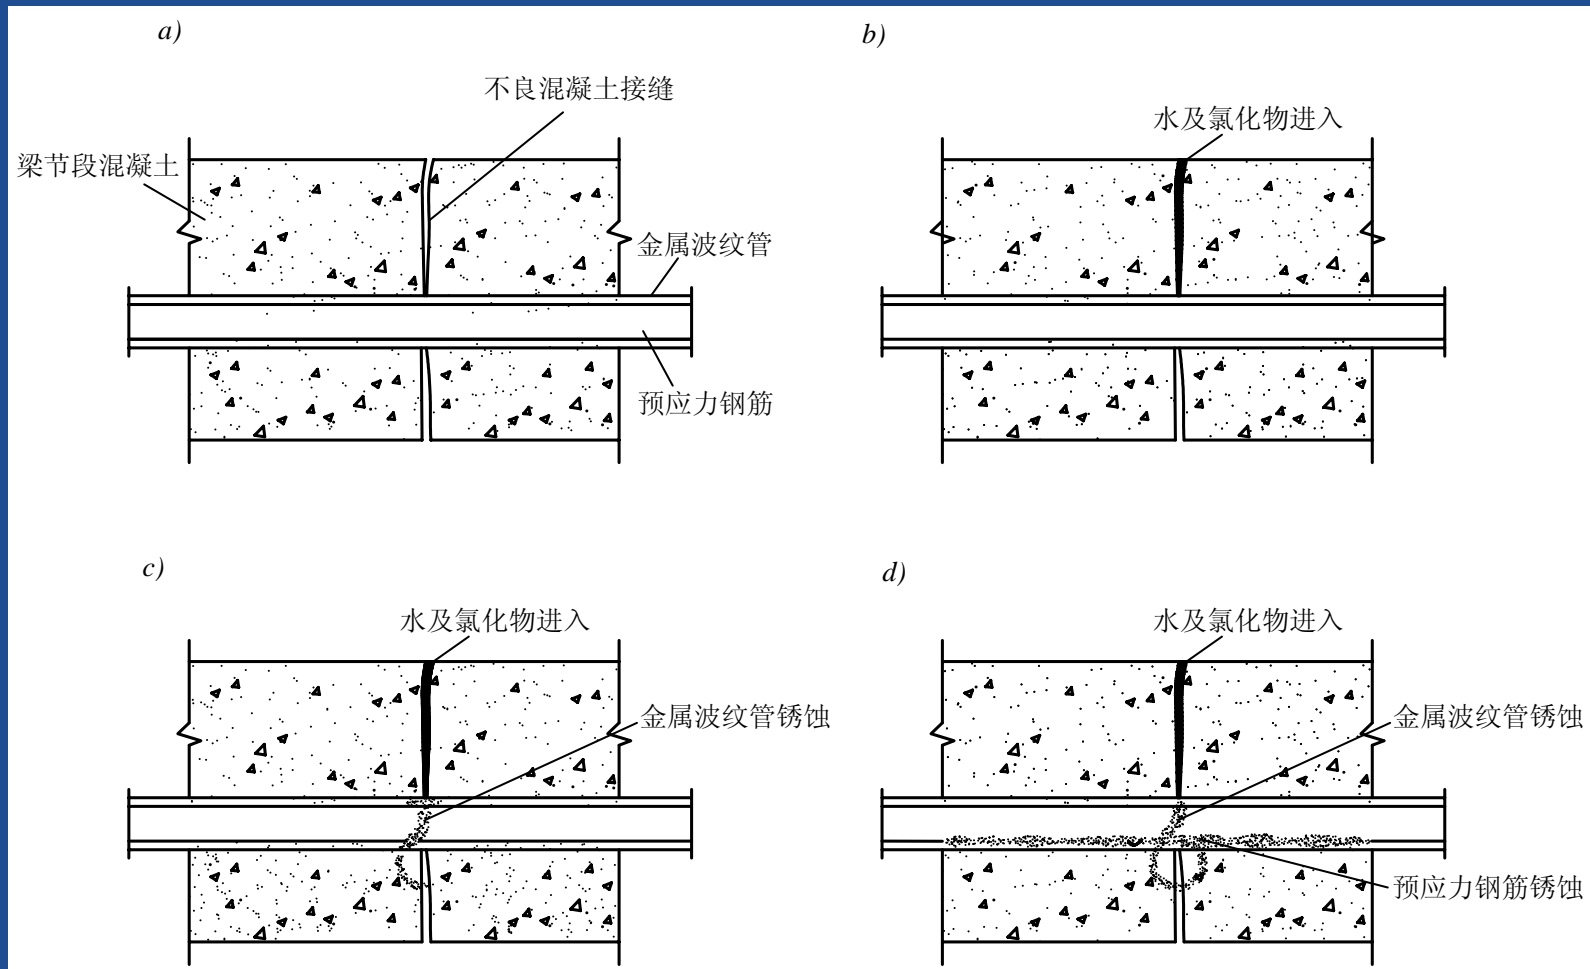 a)
不良混凝土接缝
梁节段混凝土
金属波纹管
预应力钢筋
b)
水及氯化物进入
c)
水及氯化物进入
金属波纹管锈蚀
d)
水及氯化物进入
金属波纹管锈蚀
预应力钢筋锈蚀